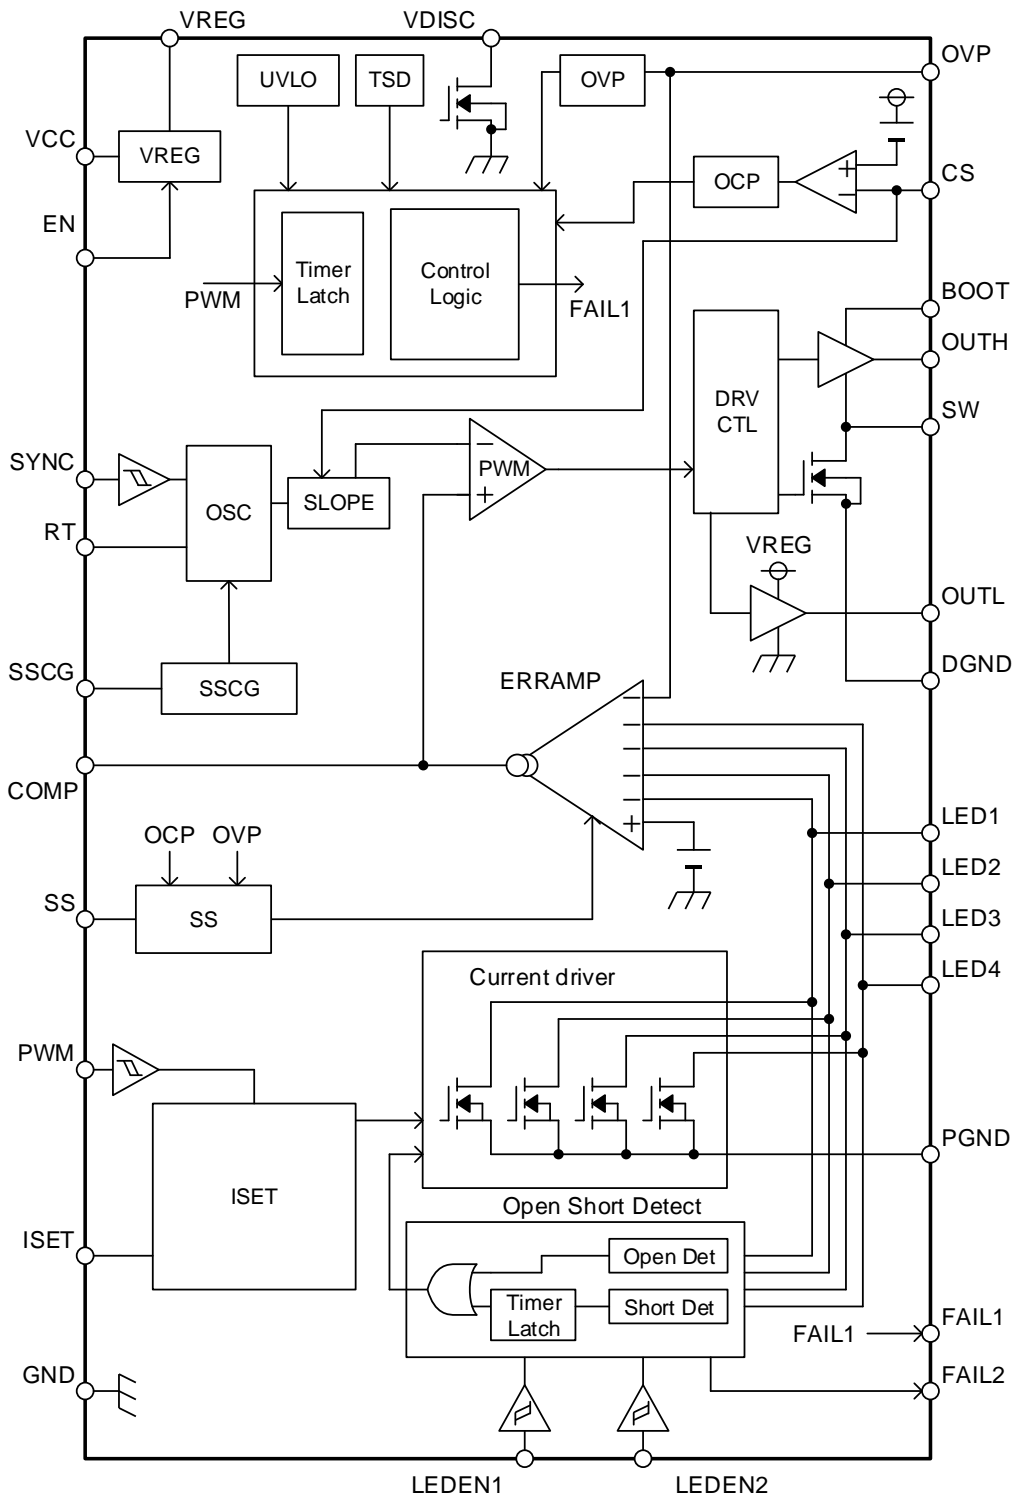 VREG
VDISC
OVP
UVLO
TSD
OVP
VCC
VREG
OCP
+
−
CS
EN
Timer
Latch
Control
Logic
PWM
FAIL1
BOOT
OUTH
DRV
CTL
SW
SYNC
OSC
SLOPE
−
PWM
+
RT
VREG
OUTL
SSCG
SSCG
ERRAMP
DGND
−
−
−
−
−
+
COMP
LED1
OCP
OVP
LED2
SS
SS
LED3
LED4
Current driver
PWM
PGND
ISET
Open Short Detect
ISET
Open Det
Timer
Latch
Short Det
FAIL1
FAIL1
GND
FAIL2
LEDEN1
LEDEN2